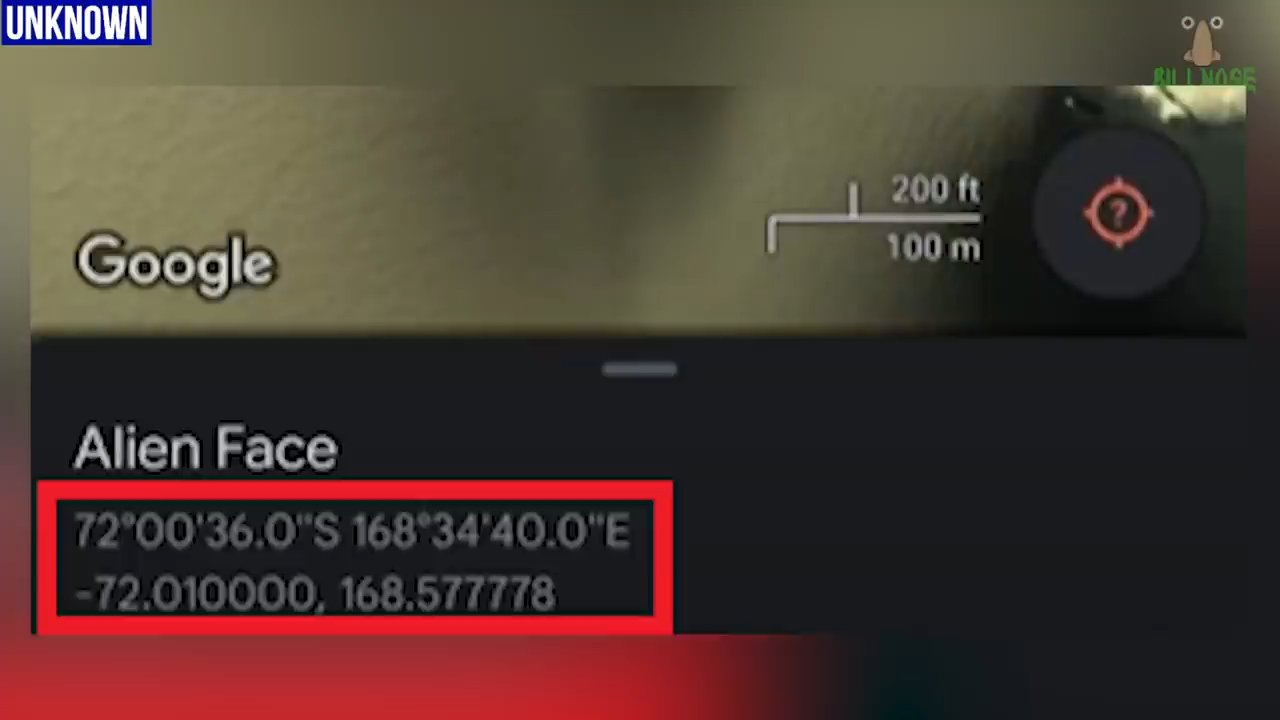 UNKNOWN
BILLNOSE
200 ft
Google
100 m
?
Alien Face
72°00'36.0"S 168°34'40.0"E
-72.010000, 168.577778